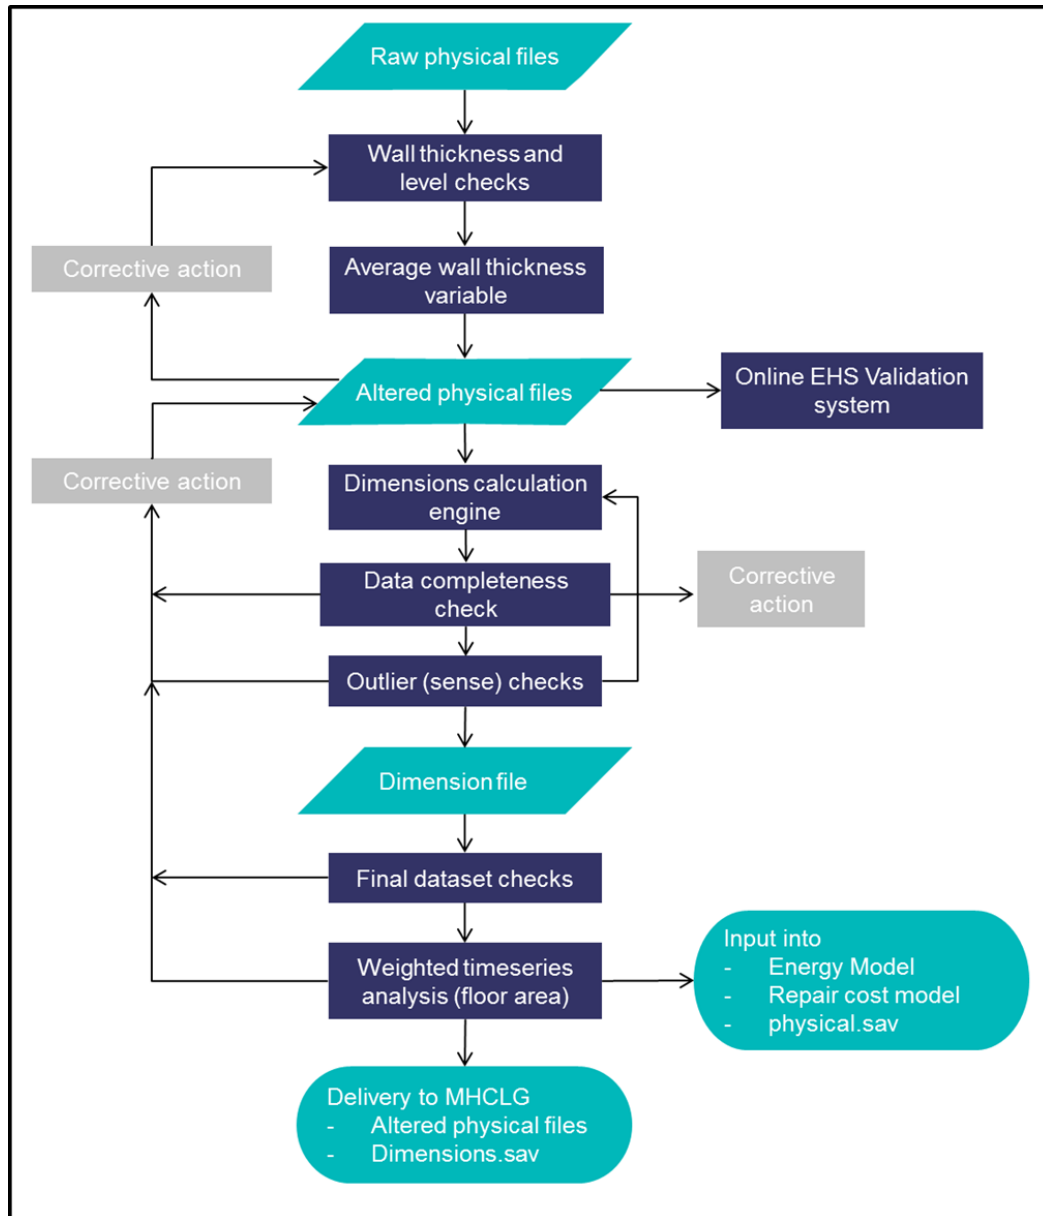 Raw physical files
Wall thickness and
level checks
Corrective action
Average wall thickness
variable
Altered physical files
Online EHS Validation
system
Corrective action
Dimensions calculation
engine
Data completeness
check
Corrective
action
Outlier (sense) checks
Dimension file
Final dataset checks
Weighted timeseries
analysis (floor area)
Input into
- Energy Model
- Repair cost model
- physical.sav
Delivery to MHCLG
- Altered physical files
- Dimensions.sav